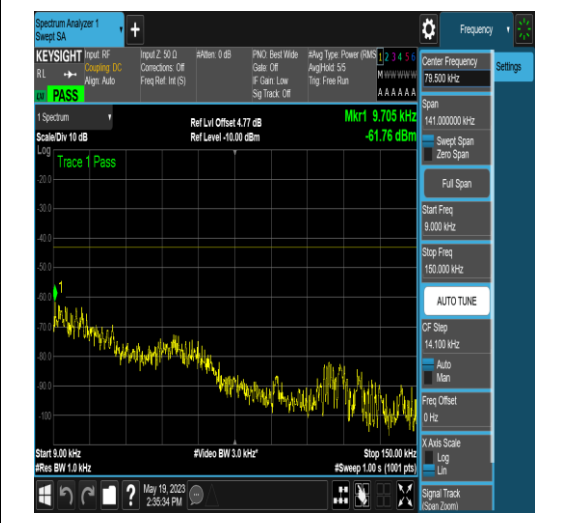 Spectrum Analyzer 1
Swept SA
+
Frequency
KEYSIGHT
RL
PASS
Input: RF
Coupling: DC
Align: Auto
Input Z: 50 Ω
Corrections: Off
Freq Ref: Int (S)
#Atten: 0 dB
PNO: Best Wide
Gate: Off
IF Gain: Low
Sig Track: Off
#Avg Type: Power (RMS)
Avg|Hold: 5/5
Trig: Free Run
1 2 3 4 5 6
M W W W W W
A A A A A A
1 Spectrum
Scale/Div 10 dB
Ref Lvl Offset 4.77 dB
Ref Level -10.00 dBm
Mkr1 9.705 kHz
-61.76 dBm
Log
Trace 1 Pass
-20.0
-30.0
-40.0
-50.0
-60.0
-70.0
-80.0
-90.0
-100
1
Start 9.00 kHz
#Res BW 1.0 kHz
#Video BW 3.0 kHz*
Stop 150.00 kHz
#Sweep 1.00 s (1001 pts)
Center Frequency
79.500 kHz
Settings
Span
141.000000 kHz
Swept Span
Zero Span
Full Span
Start Freq
9.000 kHz
Stop Freq
150.000 kHz
AUTO TUNE
CF Step
14.100 kHz
Auto
Man
Freq Offset
0 Hz
X Axis Scale
Log
Lin
Signal Track
(Span Zoom)
?
May 19, 2023
2:35:34 PM